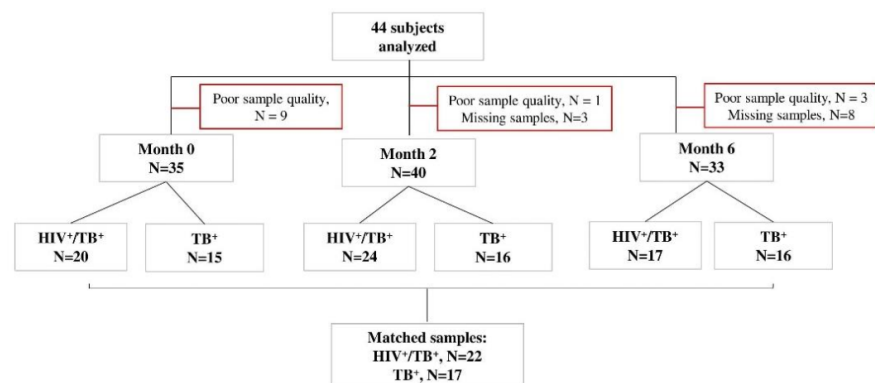 44 subjects
analyzed
Poor sample quality,
N = 9
Poor sample quality, N = 1
Missing samples, N=3
Poor sample quality, N = 3
Missing samples, N=8
Month 0
N=35
Month 2
N=40
Month 6
N=33
HIV⁺/TB⁺
N=20
TB⁺
N=15
HIV⁺/TB⁺
N=24
TB⁺
N=16
HIV⁺/TB⁺
N=17
TB⁺
N=16
Matched samples:
HIV⁺/TB⁺, N=22
TB⁺, N=17